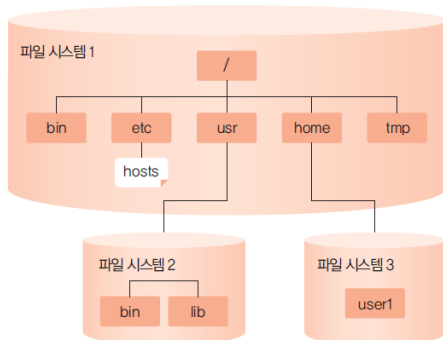 파일 시스템 1
/
bin etc usr home tmp
hosts
파일 시스템 2
bin lib
파일 시스템 3
user1